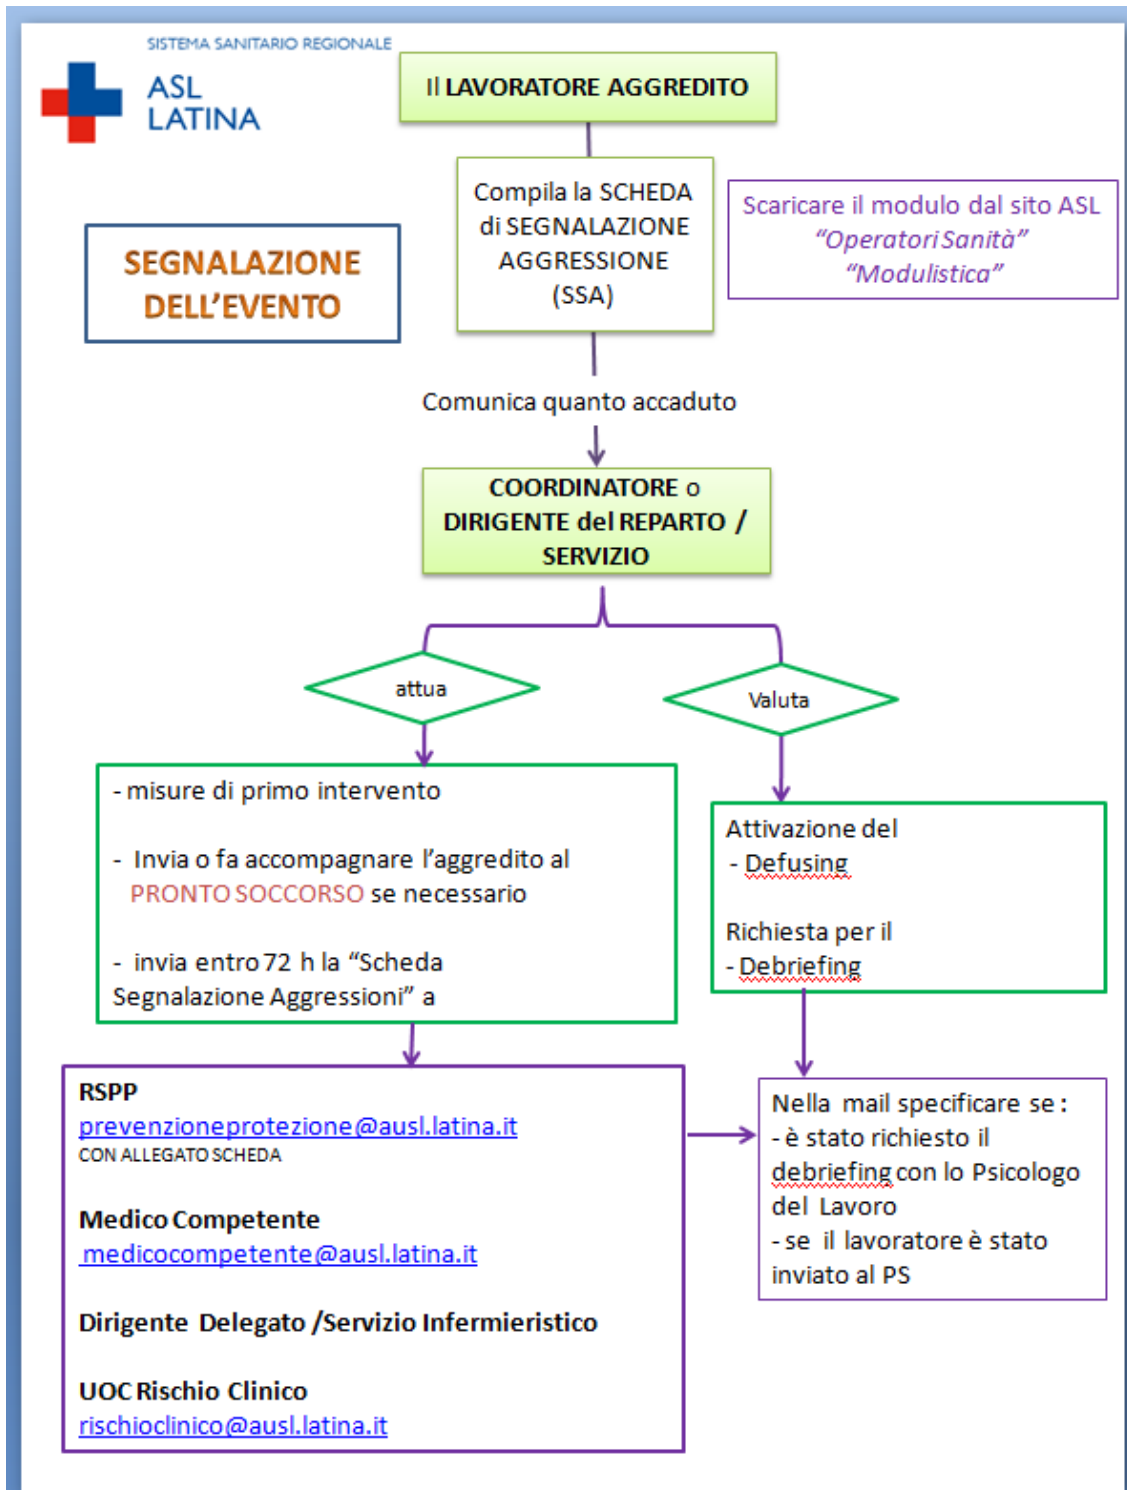 SISTEMA SANITARIO REGIONALE
ASL
LATINA
Il LAVORATORE AGGREDITO
Compila la SCHEDA
di SEGNALAZIONE
AGGRESSIONE
(SSA)
Scaricare il modulo dal sito ASL
“Operatori Sanità”
“Modulistica”
SEGNALAZIONE
DELL’EVENTO
Comunica quanto accaduto
COORDINATORE o
DIRIGENTE del REPARTO /
SERVIZIO
attua
Valuta
- misure di primo intervento
- Invia o fa accompagnare l’aggredito al
PRONTO SOCCORSO se necessario
- invia entro 72 h la “Scheda
Segnalazione Aggressioni” a
Attivazione del
- Defusing
Richiesta per il
- Debriefing
RSPP
prevenzioneprotezione@ausl.latina.it
CON ALLEGATO SCHEDA
Medico Competente
medicocompetente@ausl.latina.it
Dirigente Delegato /Servizio Infermieristico
UOC Rischio Clinico
rischioclinico@ausl.latina.it
Nella mail specificare se :
- è stato richiesto il
debriefing con lo Psicologo
del Lavoro
- se il lavoratore è stato
inviato al PS